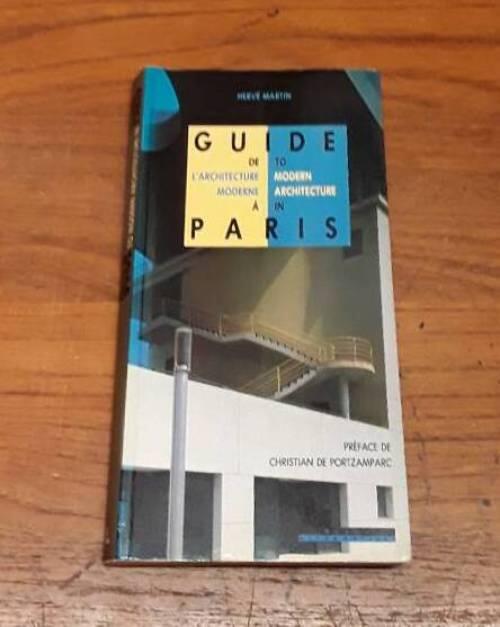 HERVÉ MARTIN
GUIDE
DE TO
L'ARCHITECTURE MODERN
MODERNE ARCHITECTURE
À IN
PARIS
PRÉFACE DE
CHRISTIAN DE PORTZAMPARC